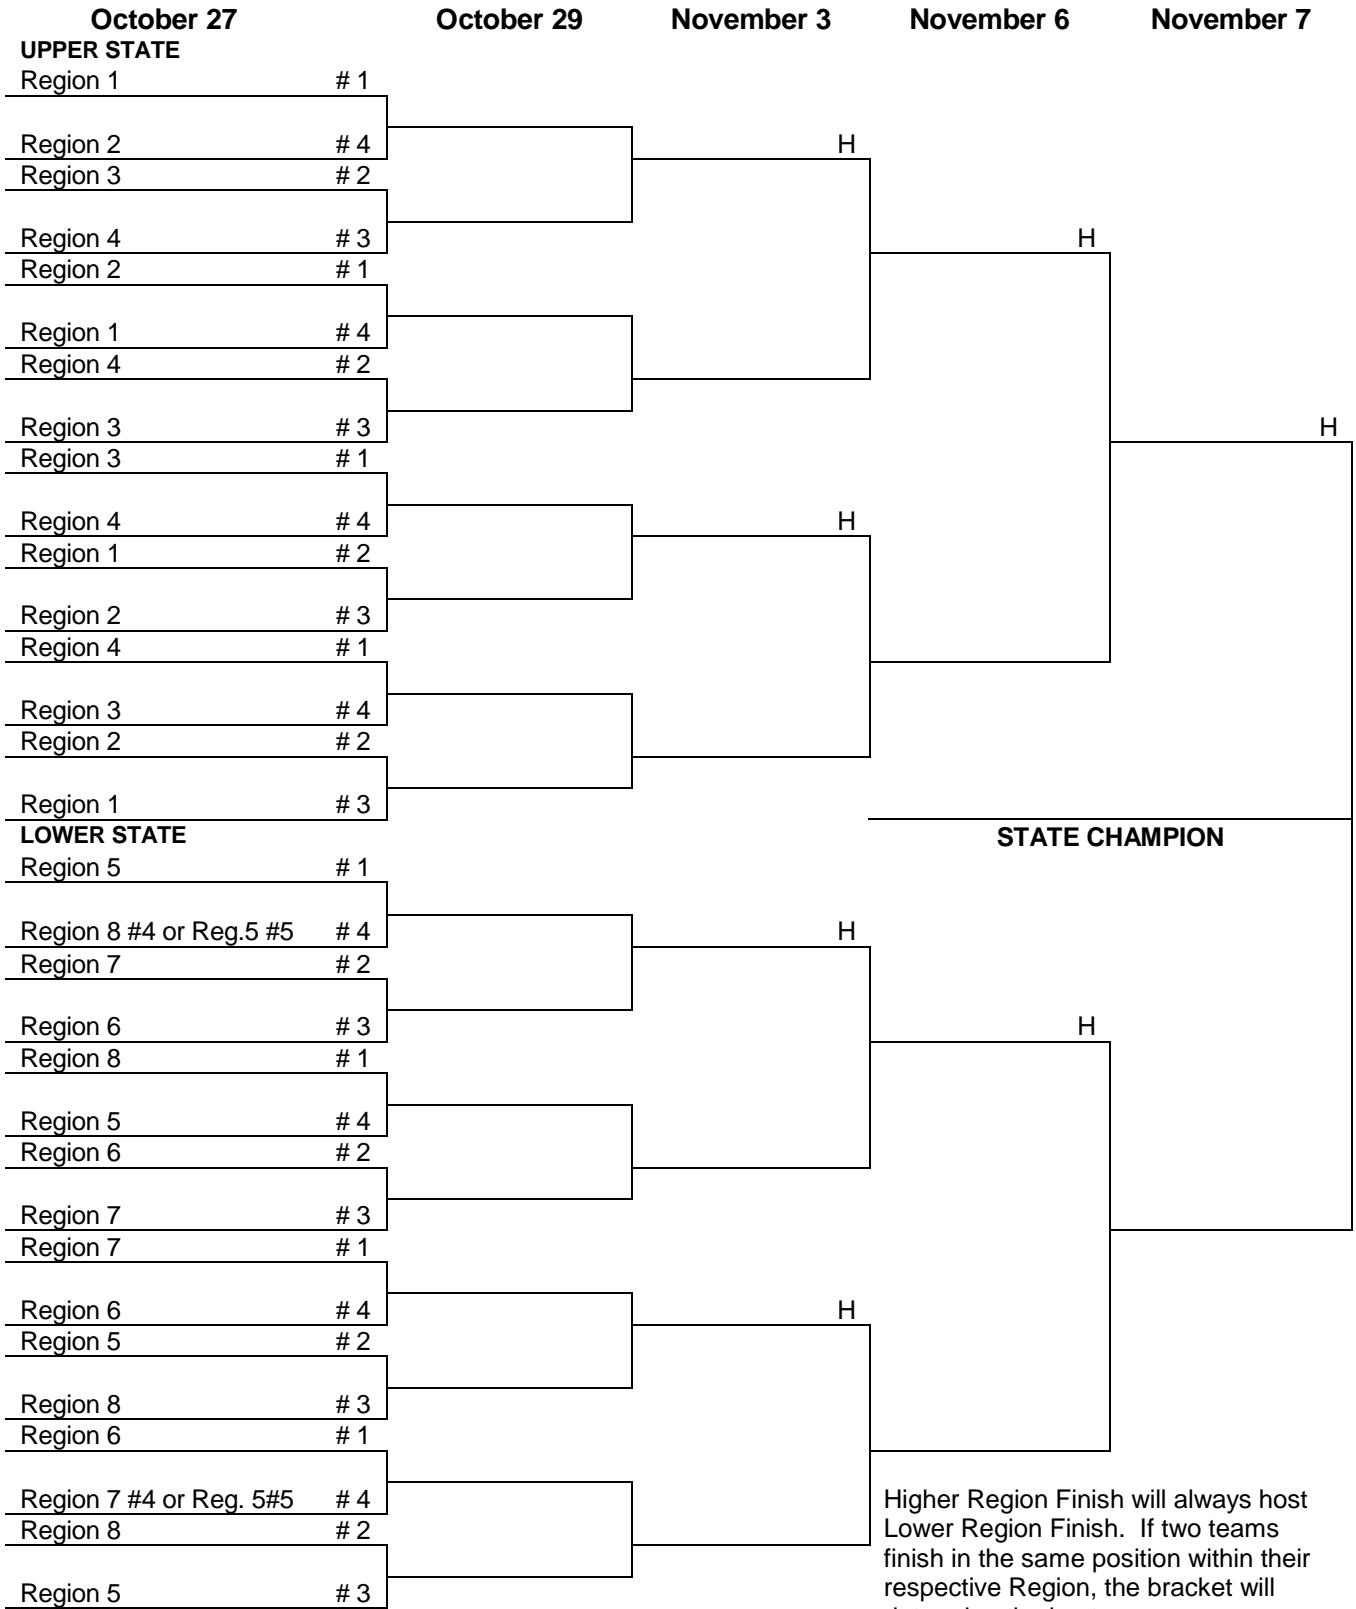 October 27 October 29 November 3 November 6 November 7
UPPER STATE
Region 1 # 1
Region 2 # 4 H
Region 3 # 2
Region 4 # 3 H
Region 2 # 1
Region 1 # 4
Region 4 # 2
Region 3 # 3 H
Region 3 # 1
Region 4 # 4 H
Region 1 # 2
Region 2 # 3
Region 4 # 1
Region 3 # 4
Region 2 # 2
Region 1 # 3
LOWER STATE STATE CHAMPION
Region 5 # 1
Region 8 #4 or Reg.5 #5 # 4 H
Region 7 # 2
Region 6 # 3 H
Region 8 # 1
Region 5 # 4
Region 6 # 2
Region 7 # 3
Region 7 # 1
Region 6 # 4 H
Region 5 # 2
Region 8 # 3
Region 6 # 1
Region 7 #4 or Reg. 5#5 # 4
Region 8 # 2
Region 5 # 3
Higher Region Finish will always host
Lower Region Finish. If two teams
finish in the same position within their
respective Region, the bracket will